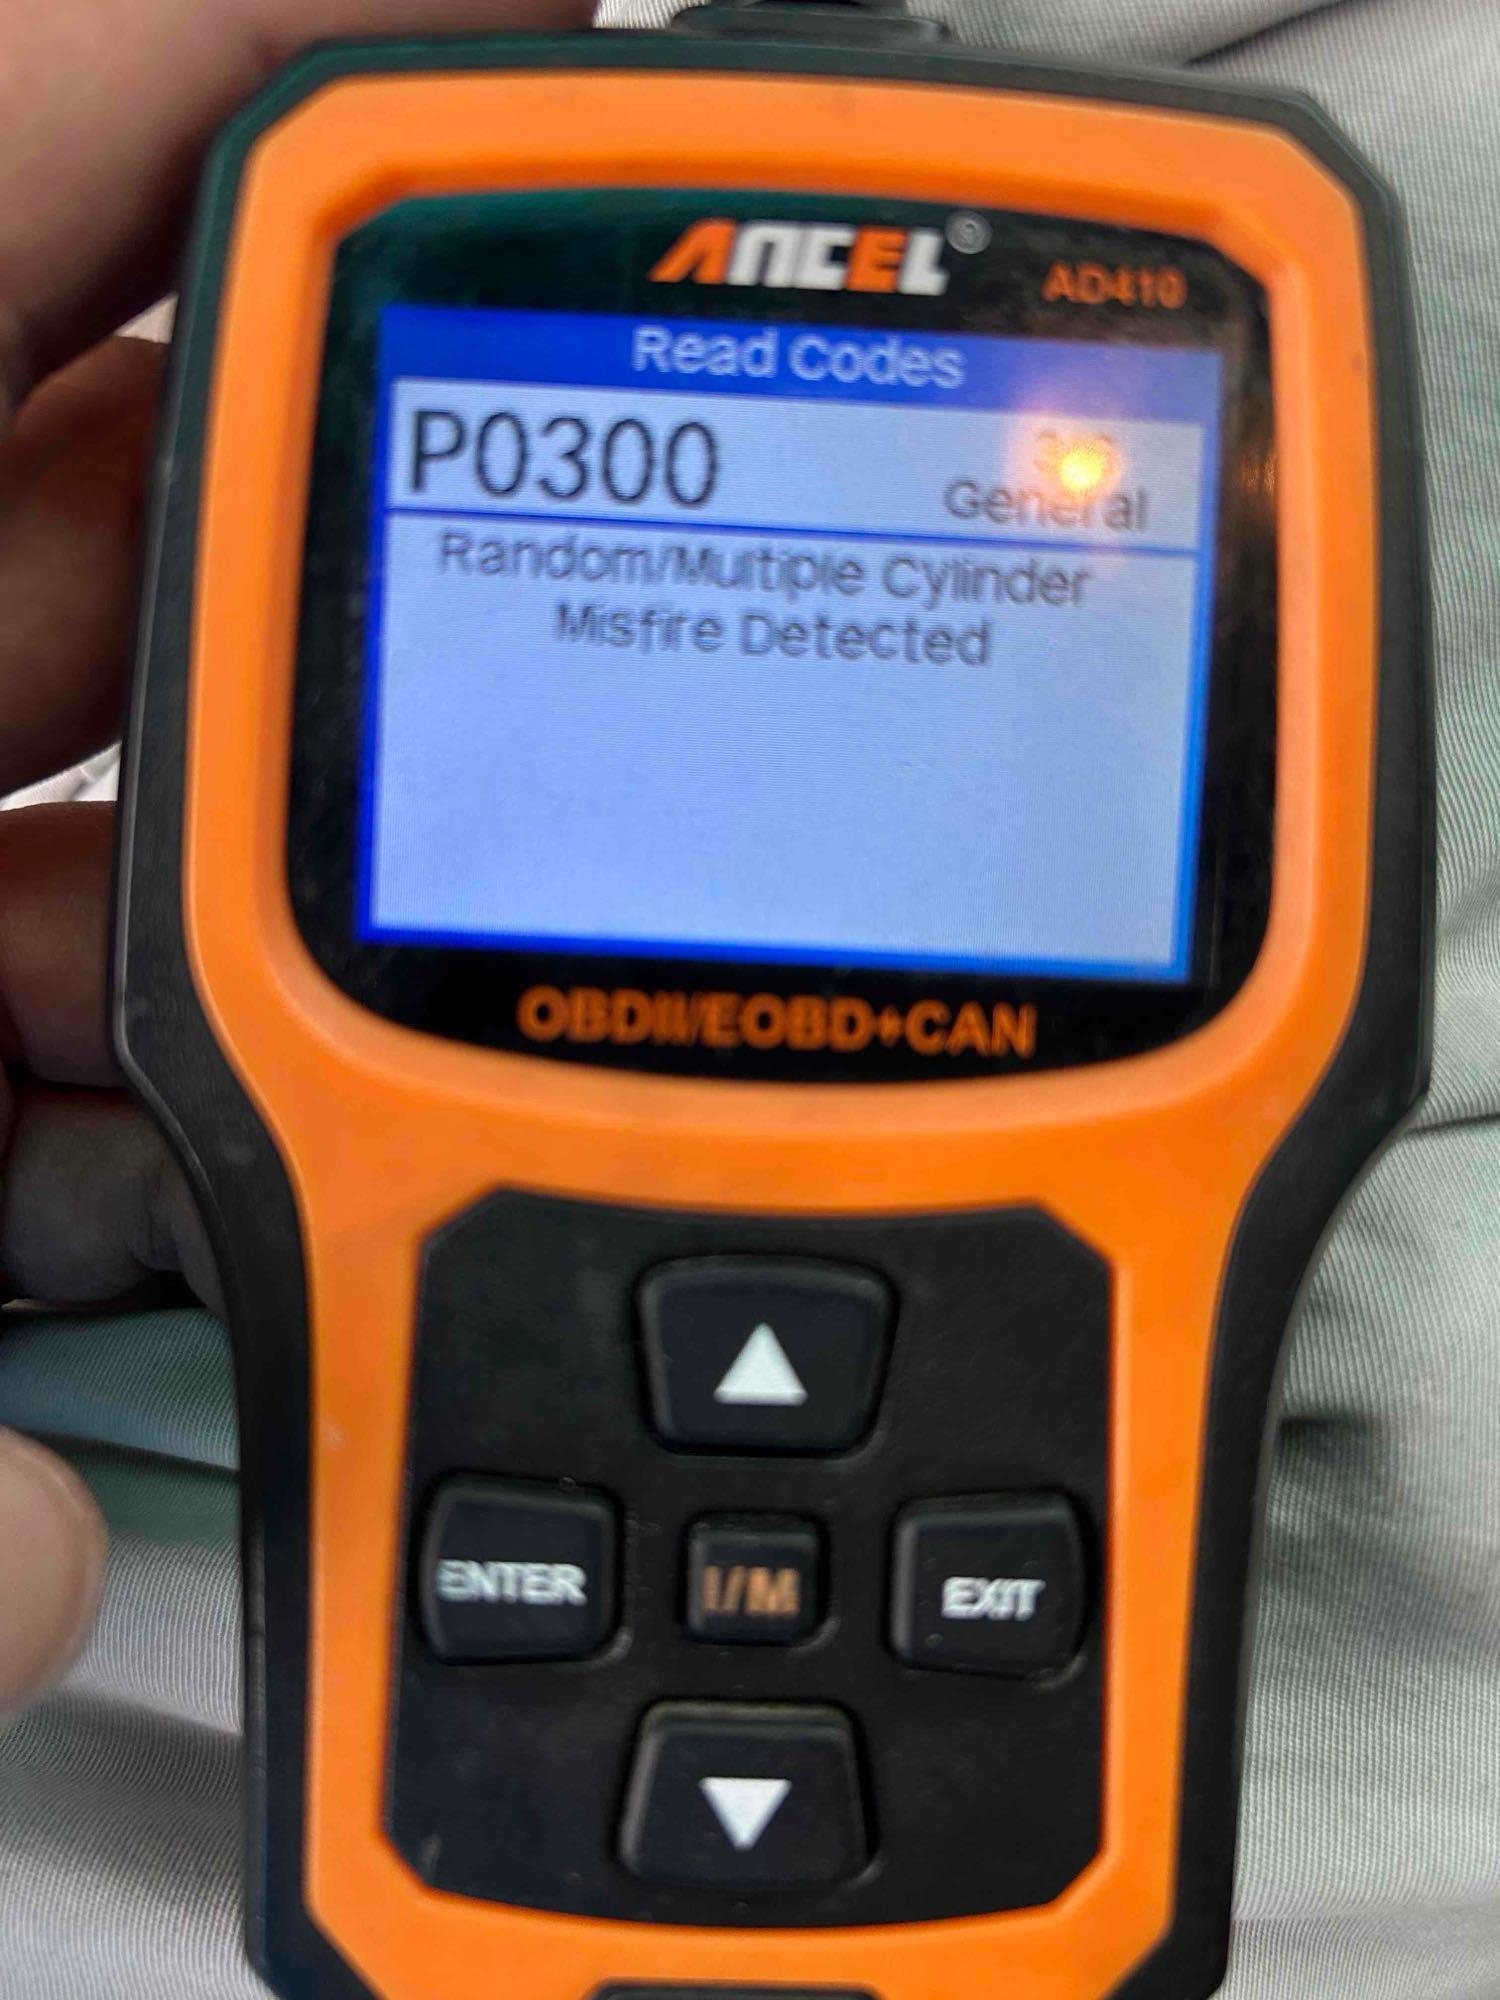 ANCEL®
AD410
Read Codes
P0300
General
Random/Multiple Cylinder
Misfire Detected
OBDII/EOBD+CAN
ENTER
I/M
EXIT